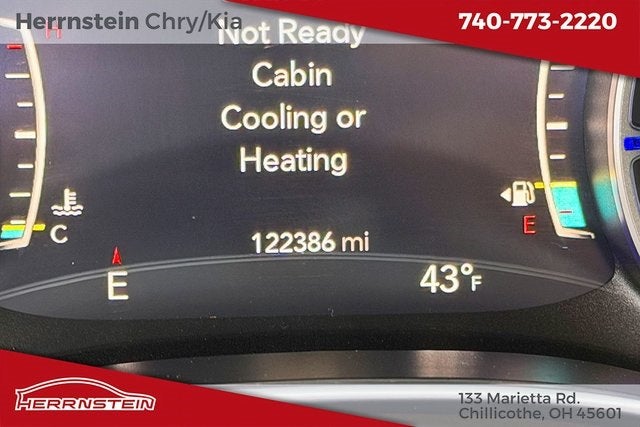 Herrnstein Chry/Kia
740-773-2220
H
Not Ready
Cabin
Cooling or
Heating
C
E
122386 mi
E
43°F
HERRNSTEIN
133 Marietta Rd.
Chillicothe, OH 45601